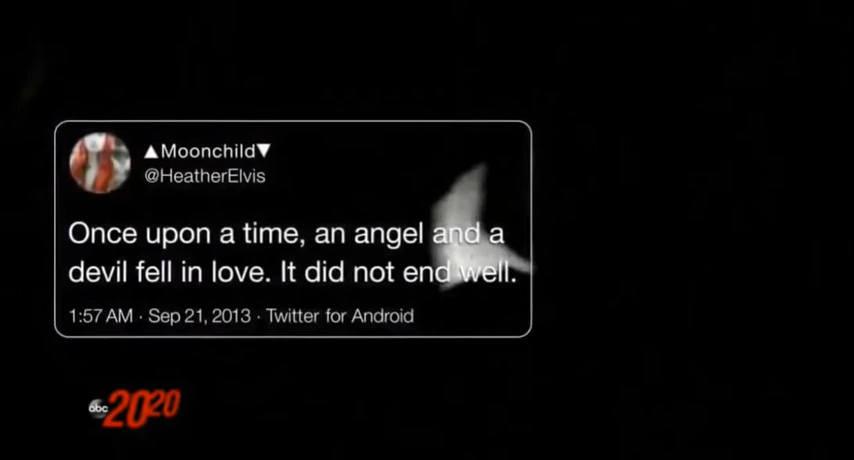 ▲Moonchild▼
@HeatherElvis
Once upon a time, an angel and a
devil fell in love. It did not end well.
1:57 AM · Sep 21, 2013 · Twitter for Android
abc 2020